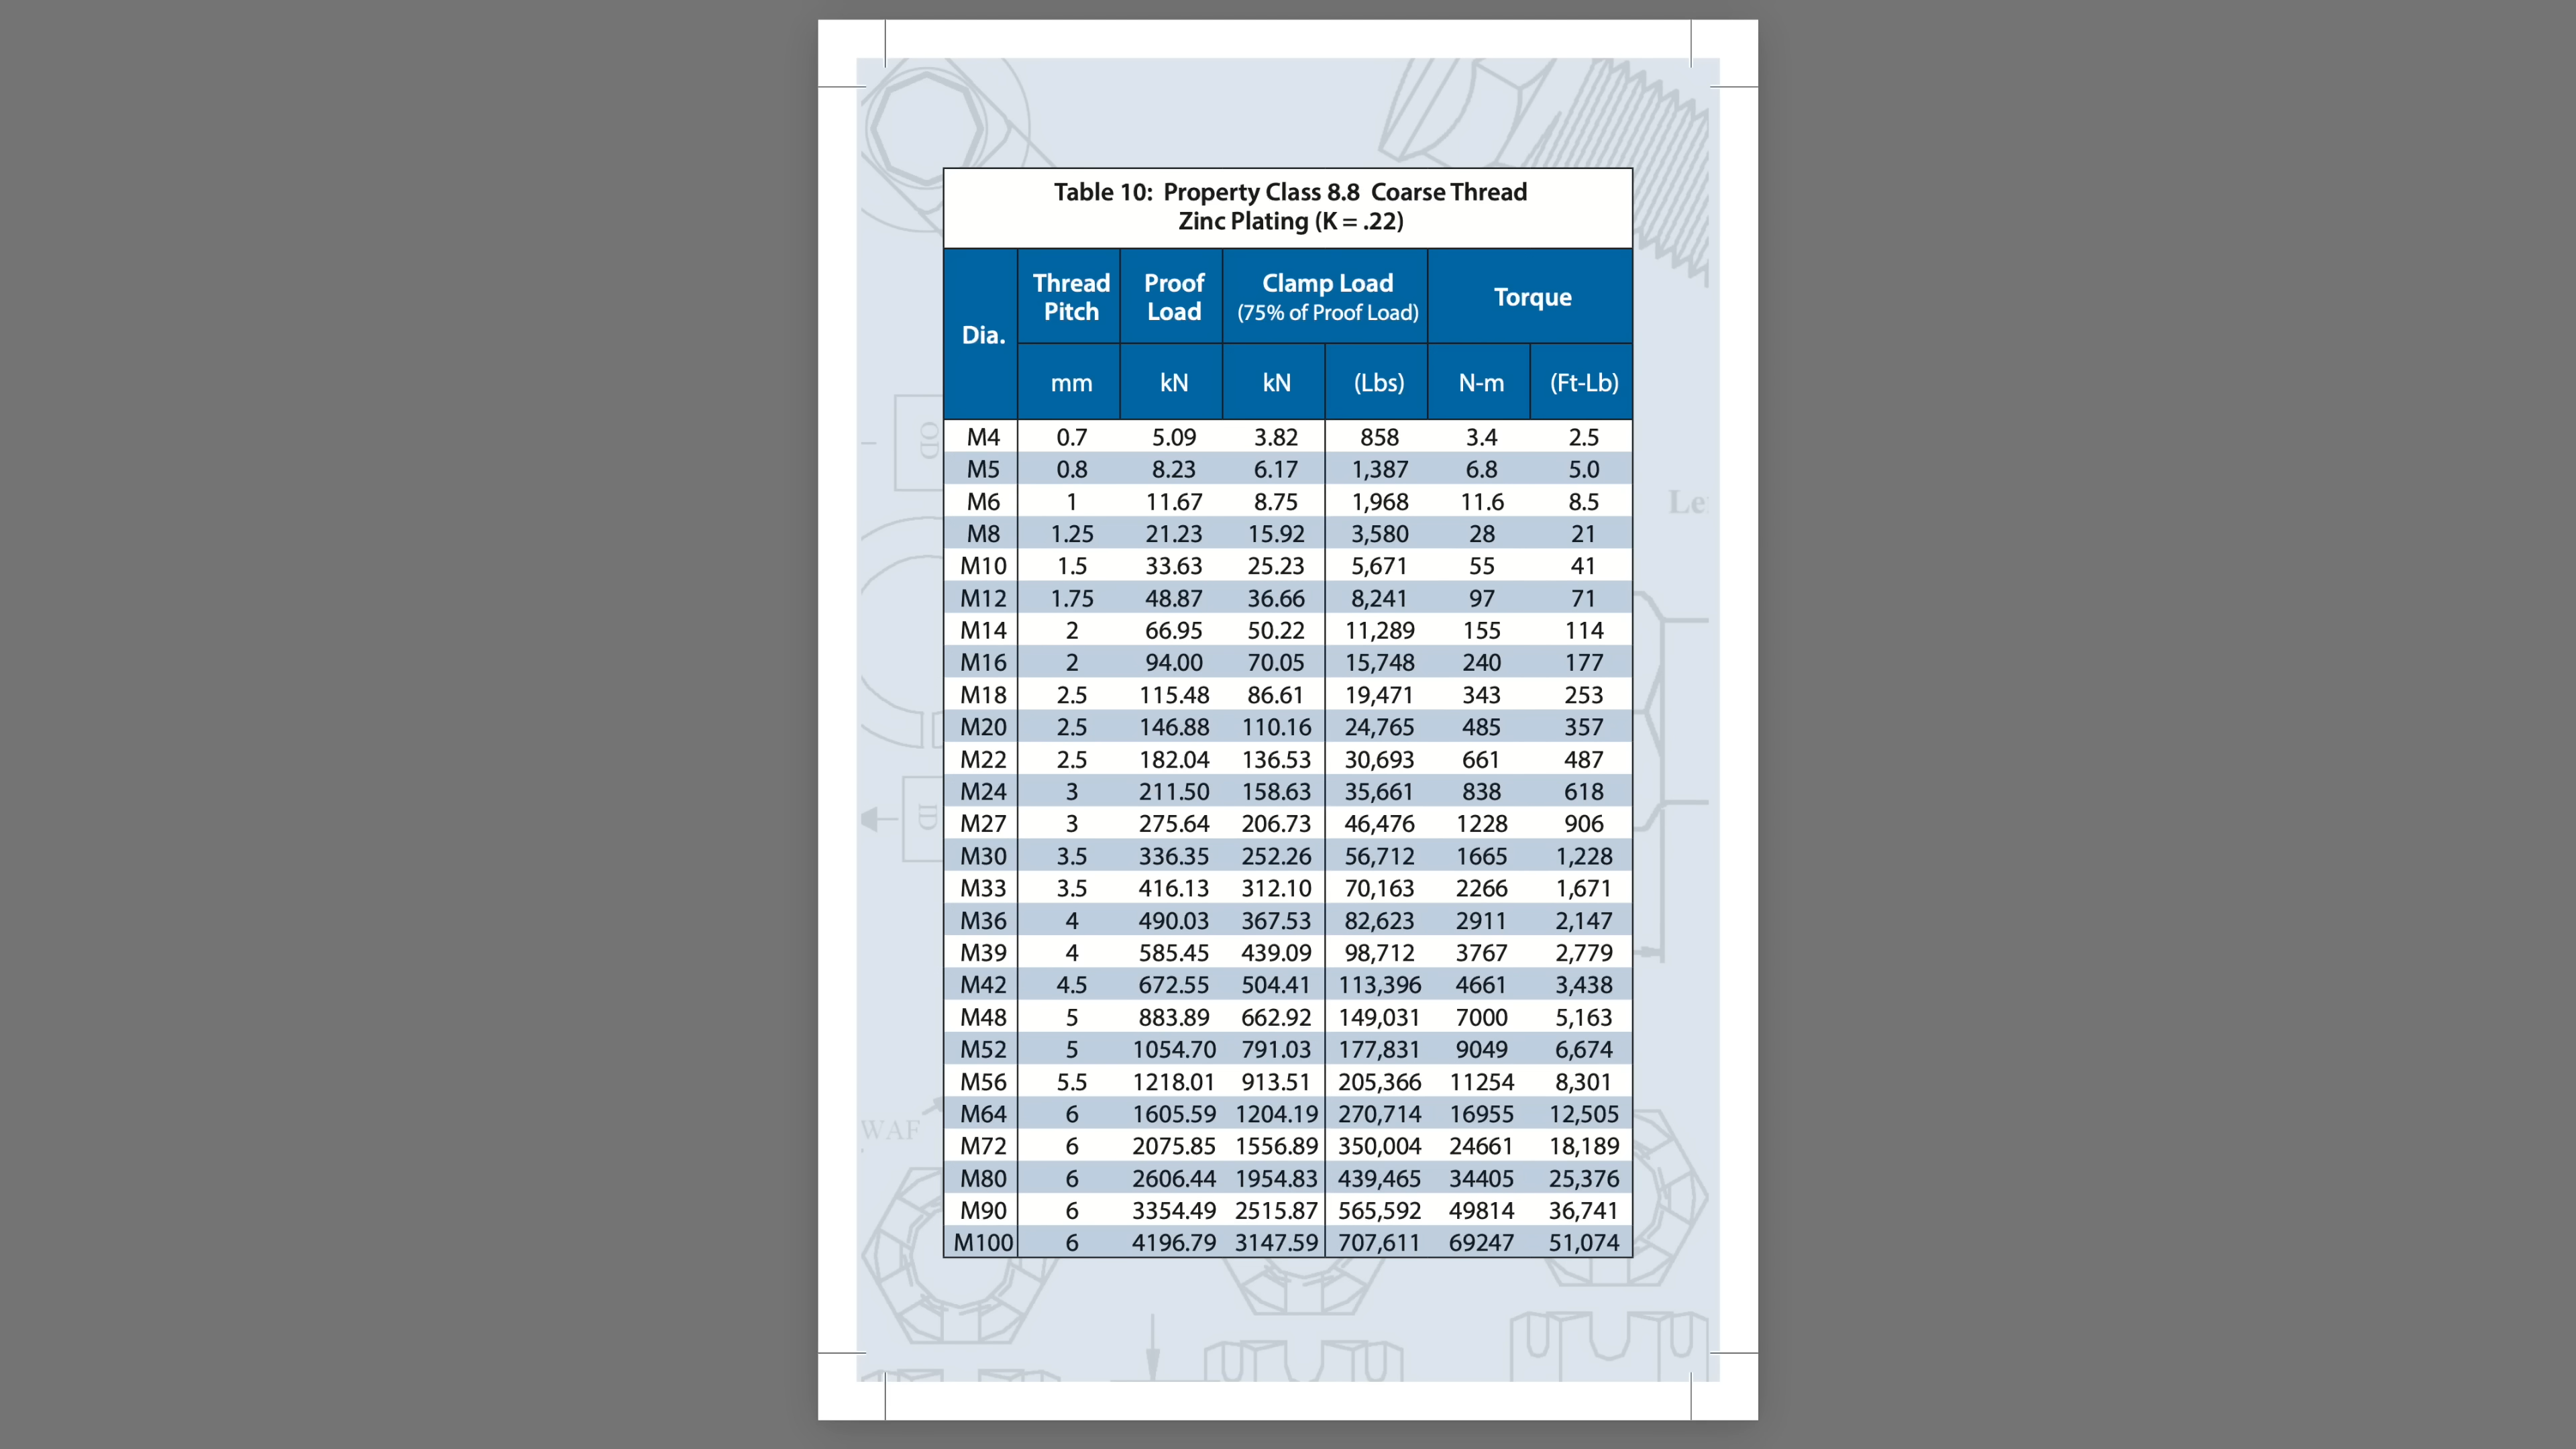 Table 10: Property Class 8.8 Coarse Thread
Zinc Plating (K = .22)
Dia. Thread Pitch Proof Load Clamp Load (75% of Proof Load) Torque
mm kN kN (Lbs) N-m (Ft-Lb)
M4 0.7 5.09 3.82 858 3.4 2.5
M5 0.8 8.23 6.17 1,387 6.8 5.0
M6 1 11.67 8.75 1,968 11.6 8.5
M8 1.25 21.23 15.92 3,580 28 21
M10 1.5 33.63 25.23 5,671 55 41
M12 1.75 48.87 36.66 8,241 97 71
M14 2 66.95 50.22 11,289 155 114
M16 2 94.00 70.05 15,748 240 177
M18 2.5 115.48 86.61 19,471 343 253
M20 2.5 146.88 110.16 24,765 485 357
M22 2.5 182.04 136.53 30,693 661 487
M24 3 211.50 158.63 35,661 838 618
M27 3 275.64 206.73 46,476 1228 906
M30 3.5 336.35 252.26 56,712 1665 1,228
M33 3.5 416.13 312.10 70,163 2266 1,671
M36 4 490.03 367.53 82,623 2911 2,147
M39 4 585.45 439.09 98,712 3767 2,779
M42 4.5 672.55 504.41 113,396 4661 3,438
M48 5 883.89 662.92 149,031 7000 5,163
M52 5 1054.70 791.03 177,831 9049 6,674
M56 5.5 1218.01 913.51 205,366 11254 8,301
M64 6 1605.59 1204.19 270,714 16955 12,505
M72 6 2075.85 1556.89 350,004 24661 18,189
M80 6 2606.44 1954.83 439,465 34405 25,376
M90 6 3354.49 2515.87 565,592 49814 36,741
M100 6 4196.79 3147.59 707,611 69247 51,074
OD
ID
WAF